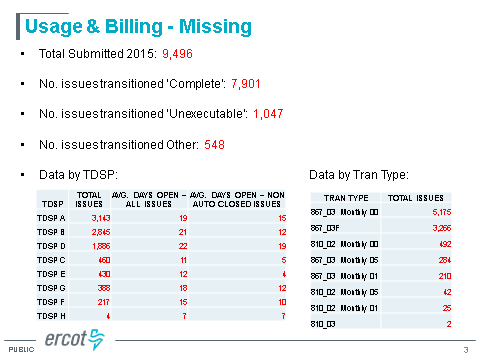 Usage & Billing - Missing
• Total Submitted 2015: 9,496
• No. issues transitioned 'Complete': 7,901
• No. issues transitioned 'Unexecutable': 1,047
• No. issues transitioned Other: 548
• Data by TDSP:
TDSP TOTAL ISSUES AVG. DAYS OPEN – ALL ISSUES AVG. DAYS OPEN – NON AUTO CLOSED ISSUES
TDSP A 3,143 19 15
TDSP B 2,845 21 12
TDSP D 1,886 22 19
TDSP C 460 11 5
TDSP E 430 12 4
TDSP G 388 18 12
TDSP F 217 15 10
TDSP H 4 7 7
Data by Tran Type:
TRAN TYPE TOTAL ISSUES
867_03 Monthly 00 5,175
867_03F 3,266
810_02 Monthly 00 492
867_03 Monthly 05 284
867_03 Monthly 01 210
810_02 Monthly 05 42
810_02 Monthly 01 25
810_03 2
PUBLIC
ercot
3